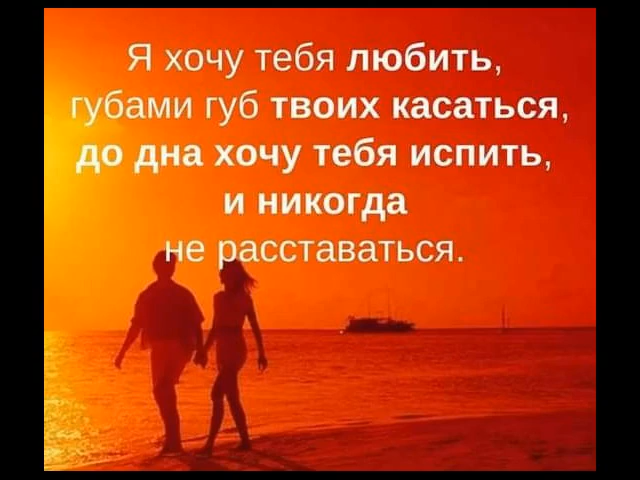 Я хочу тебя любить,
губами губ твоих касаться,
до дна хочу тебя испить,
и никогда
не расставаться.